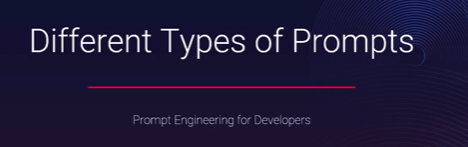 Different Types of Prompts
Prompt Engineering for Developers